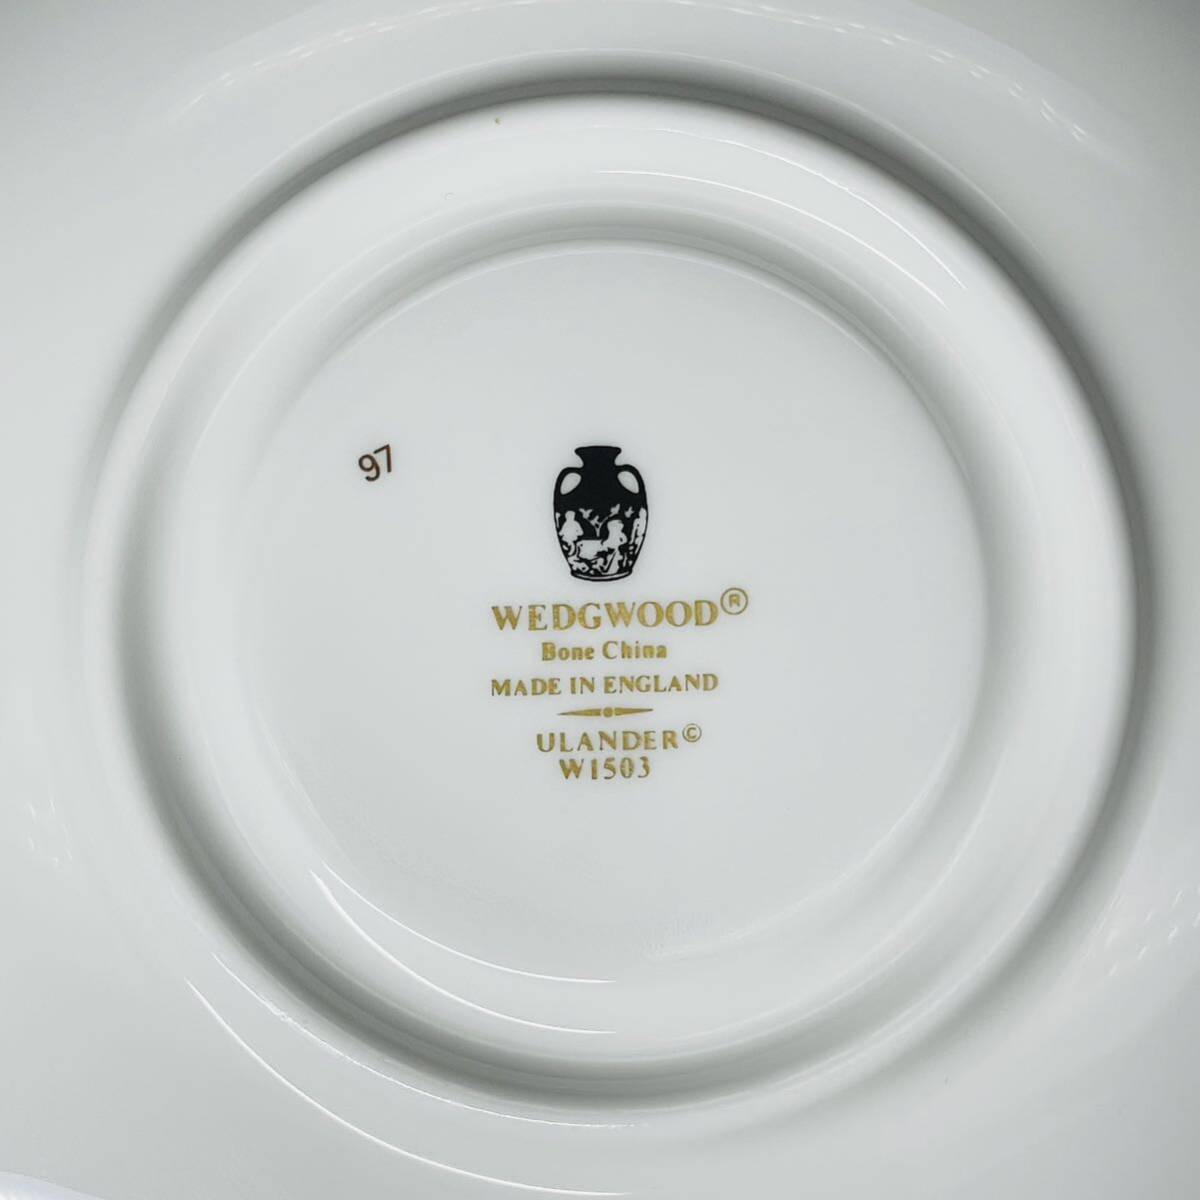 97
WEDGWOOD®
Bone China
MADE IN ENGLAND
ULANDER©
W1503